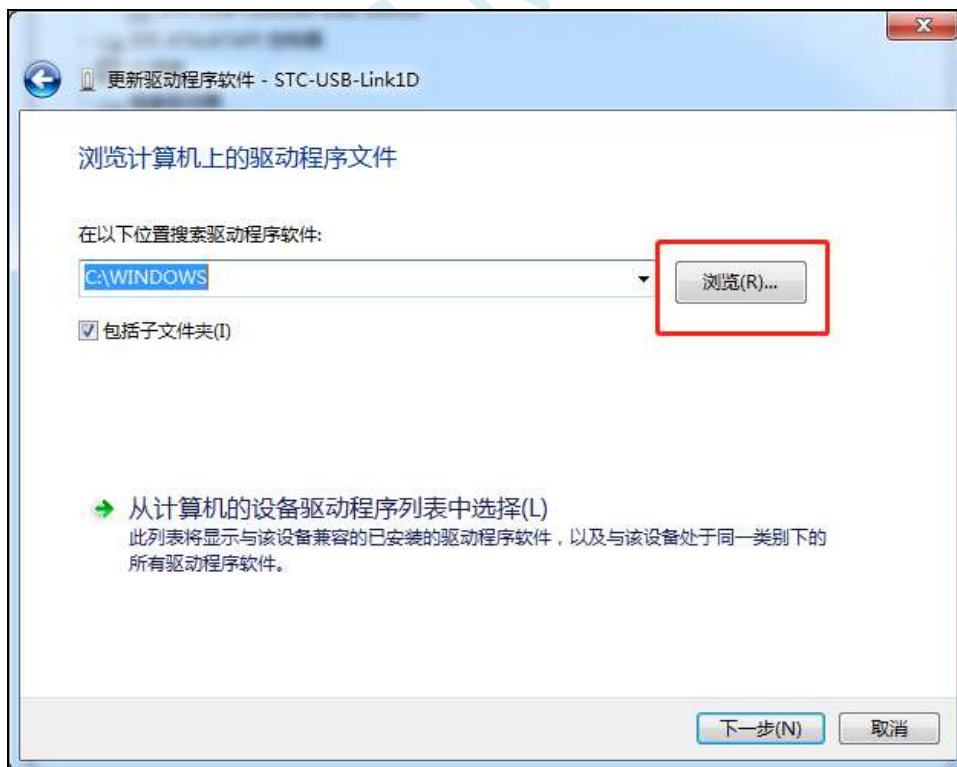 更新驱动程序软件 - STC-USB-Link1D
浏览计算机上的驱动程序文件
在以下位置搜索驱动程序软件:
C:\WINDOWS
浏览(R)...
包括子文件夹(I)
从计算机的设备驱动程序列表中选择(L)
此列表将显示与该设备兼容的已安装的驱动程序软件，以及与该设备处于同一类别下的
所有驱动程序软件。
下一步(N)
取消